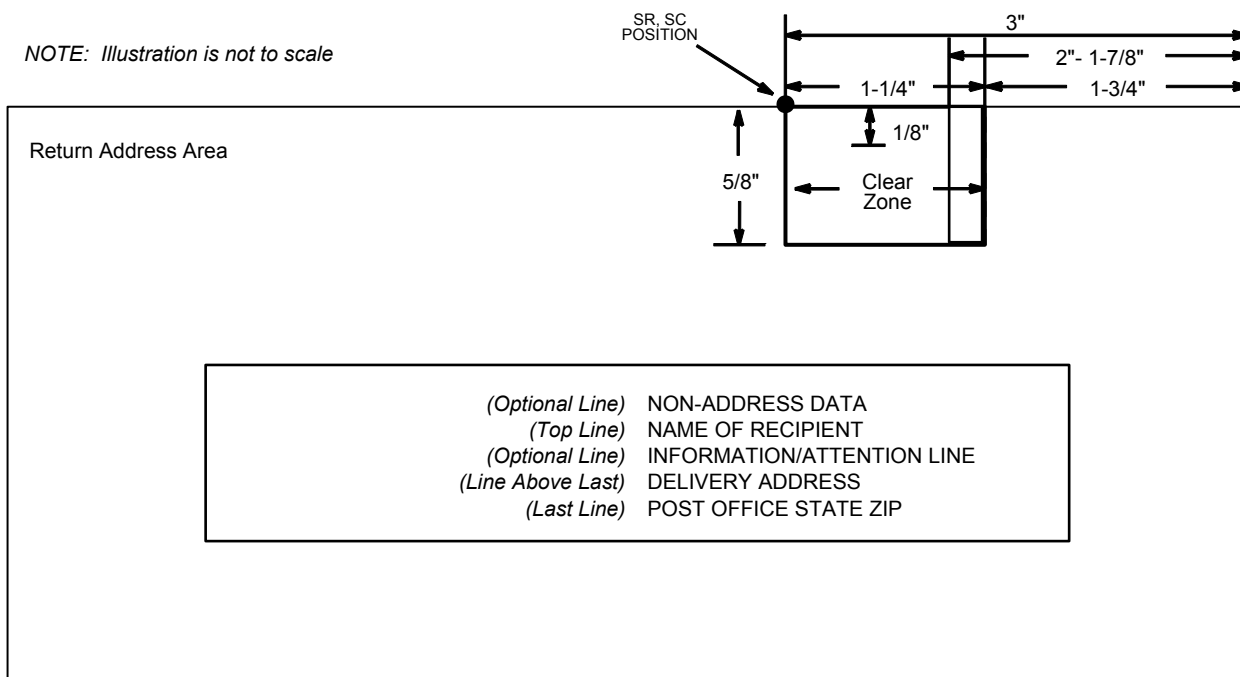 SR, SC
POSITION
3"
NOTE: Illustration is not to scale
2"- 1-7/8"
1-1/4"
1-3/4"
1/8"
Return Address Area
5/8"
Clear
Zone
(Optional Line) NON-ADDRESS DATA
(Top Line) NAME OF RECIPIENT
(Optional Line) INFORMATION/ATTENTION LINE
(Line Above Last) DELIVERY ADDRESS
(Last Line) POST OFFICE STATE ZIP